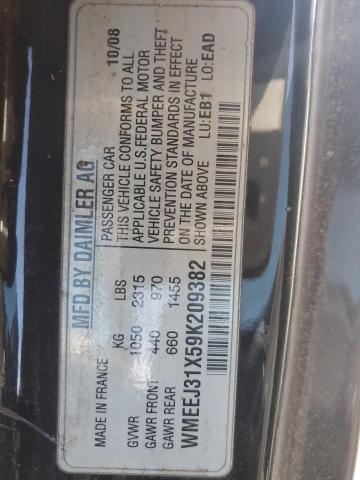 MFD BY DAIMLER AG
PASSENGER CAR 10/08
THIS VEHICLE CONFORMS TO ALL
APPLICABLE U.S.FEDERAL MOTOR
VEHICLE SAFETY BUMPER AND THEFT
PREVENTION STANDARDS IN EFFECT
ON THE DATE OF MANUFACTURE
SHOWN ABOVE LU:EB1 LO:EAD
MADE IN FRANCE KG LBS
GVWR 1050 2315
GAWR FRONT 440 970
GAWR REAR 660 1455
WMEEJ31X59K209382